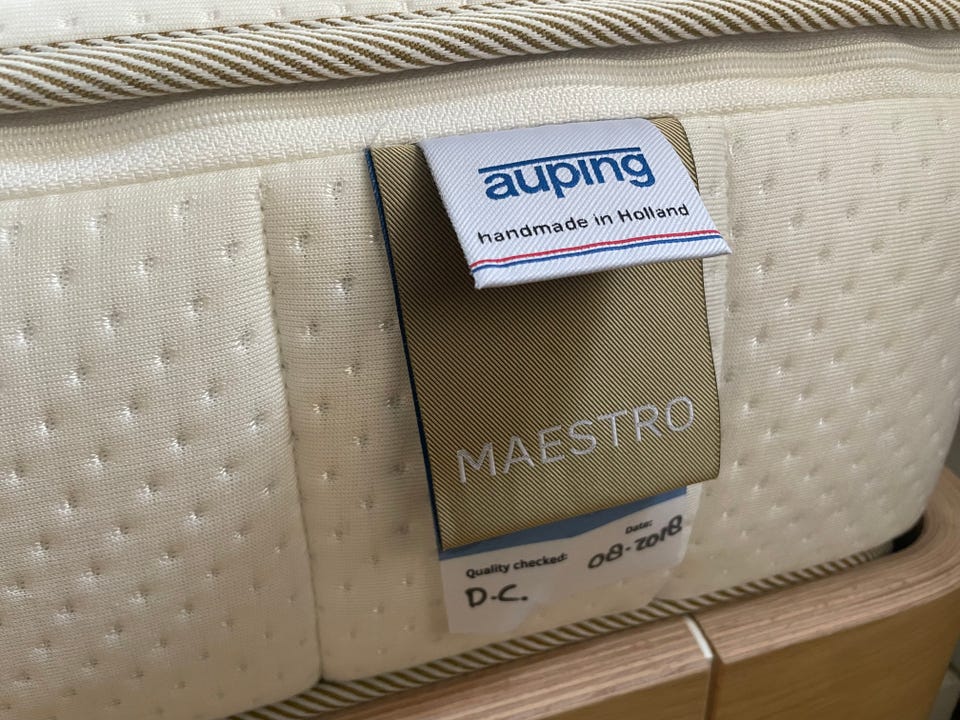 auping
handmade in Holland
MAESTRO
Date:
Quality checked: 08-2018
D.C.